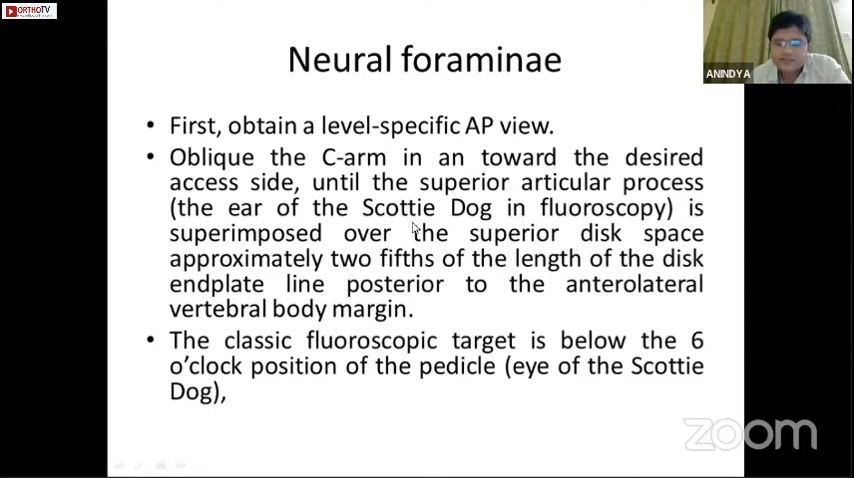 ORTHOTV
ANINDYA
Neural foraminae
• First, obtain a level-specific AP view.
• Oblique the C-arm in an toward the desired
access side, until the superior articular process
(the ear of the Scottie Dog in fluoroscopy) is
superimposed over the superior disk space
approximately two fifths of the length of the disk
endplate line posterior to the anterolateral
vertebral body margin.
• The classic fluoroscopic target is below the 6
o’clock position of the pedicle (eye of the Scottie
Dog),
zoom